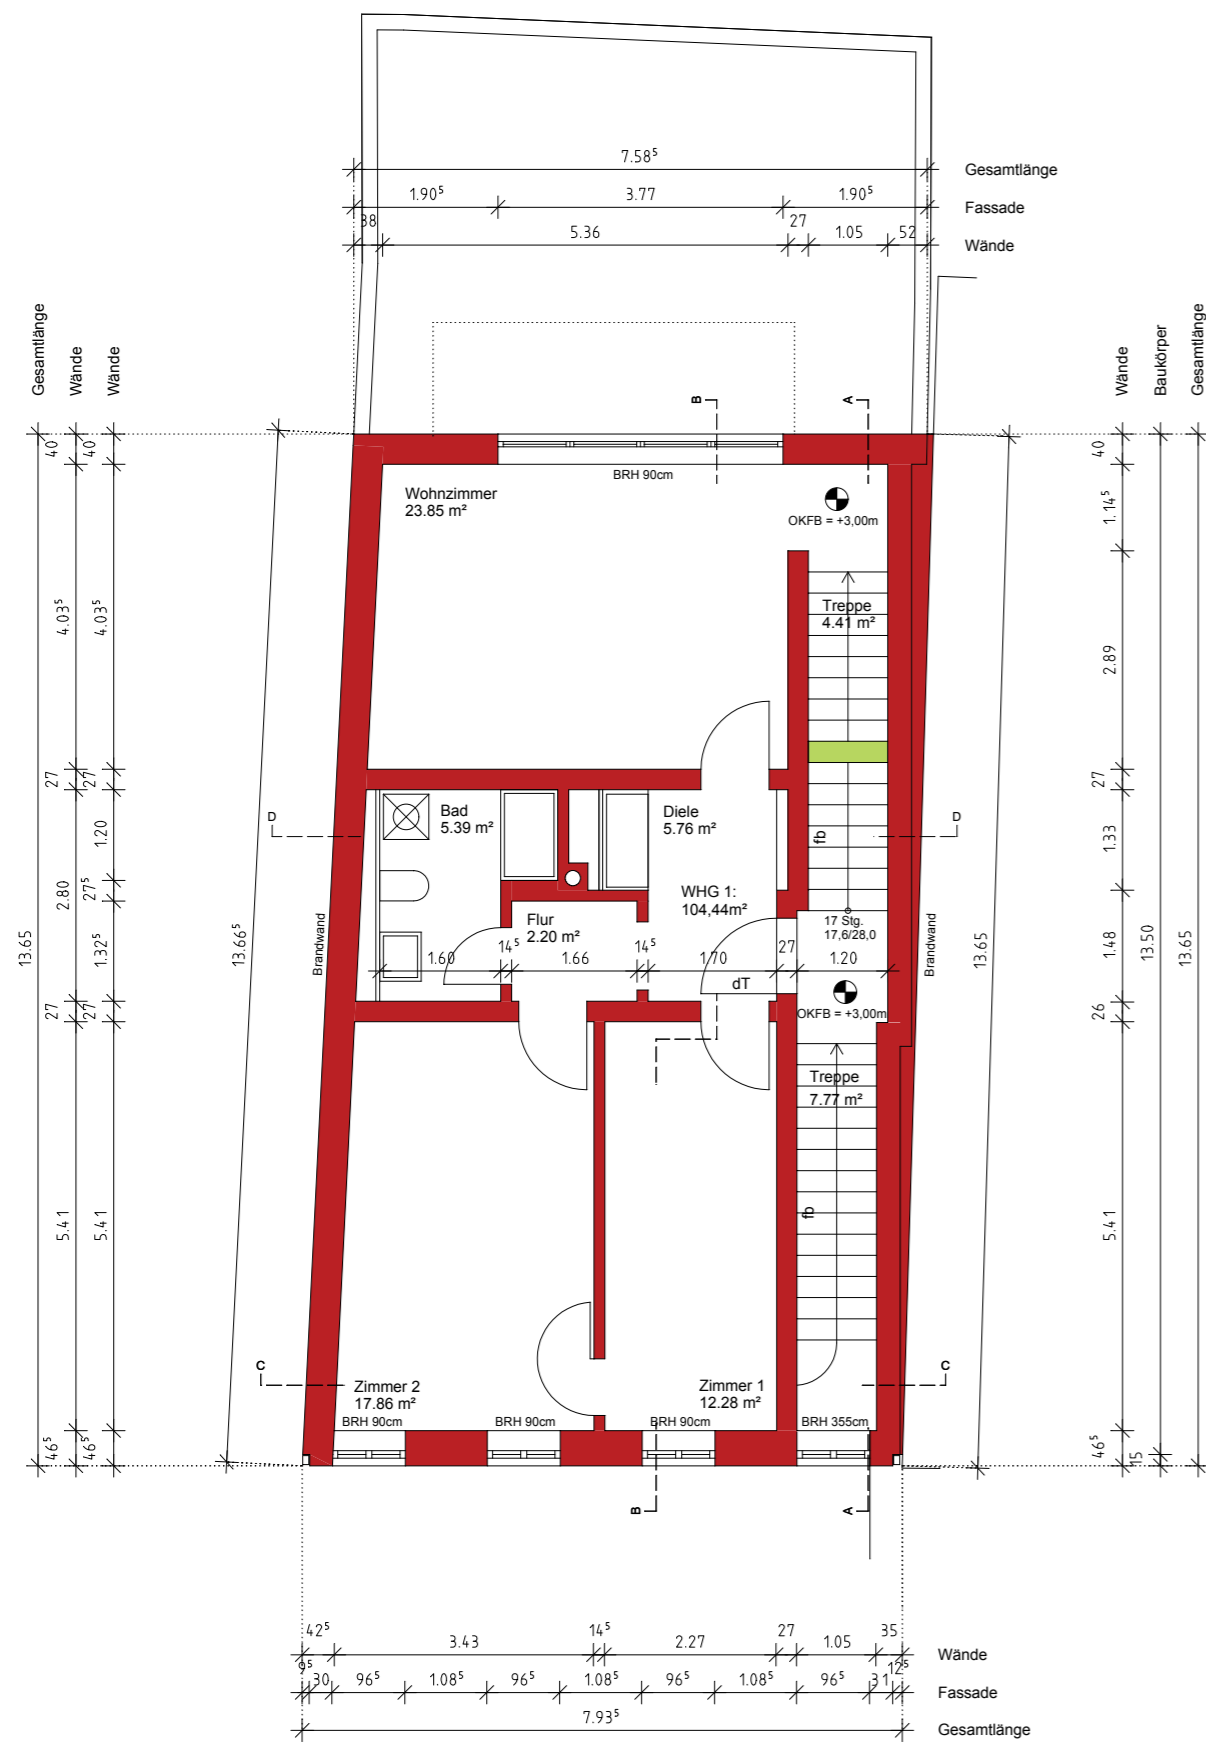 7.58⁵
Gesamtlänge
1.90⁵
3.77
1.90⁵
Fassade
38
5.36
27
1.05
52
Wände
Gesamtlänge
Wände
Wände
Wände
Baukörper
Gesamtlänge
B
A
40
40
40
BRH 90cm
Wohnzimmer
23.85 m²
OKFB = +3,00m
1.14⁵
4.03⁵
4.03⁵
Treppe
4.41 m²
2.89
27
27
27
D
Bad
5.39 m²
Diele
5.76 m²
fb
D
1.20
1.33
2.80
27⁵
WHG 1:
104,44m²
Flur
2.20 m²
17 Stg.
17,6/28,0
13.65
13.66⁵
Brandwand
1.32⁵
1.60
14⁵
1.66
14⁵
1.70
27
1.20
dT
Brandwand
13.65
1.48
13.50
13.65
27
27
OKFB = +3,00m
26
Treppe
7.77 m²
5.41
5.41
fb
5.41
C
C
Zimmer 2
17.86 m²
Zimmer 1
12.28 m²
BRH 90cm
BRH 90cm
BRH 90cm
BRH 355cm
46⁵
46⁵
46⁵
15
B
A
42⁵
3.43
14⁵
2.27
27
1.05
35
Wände
9⁵
30
96⁵
1.08⁵
96⁵
1.08⁵
96⁵
1.08⁵
96⁵
31
12⁵
Fassade
7.93⁵
Gesamtlänge